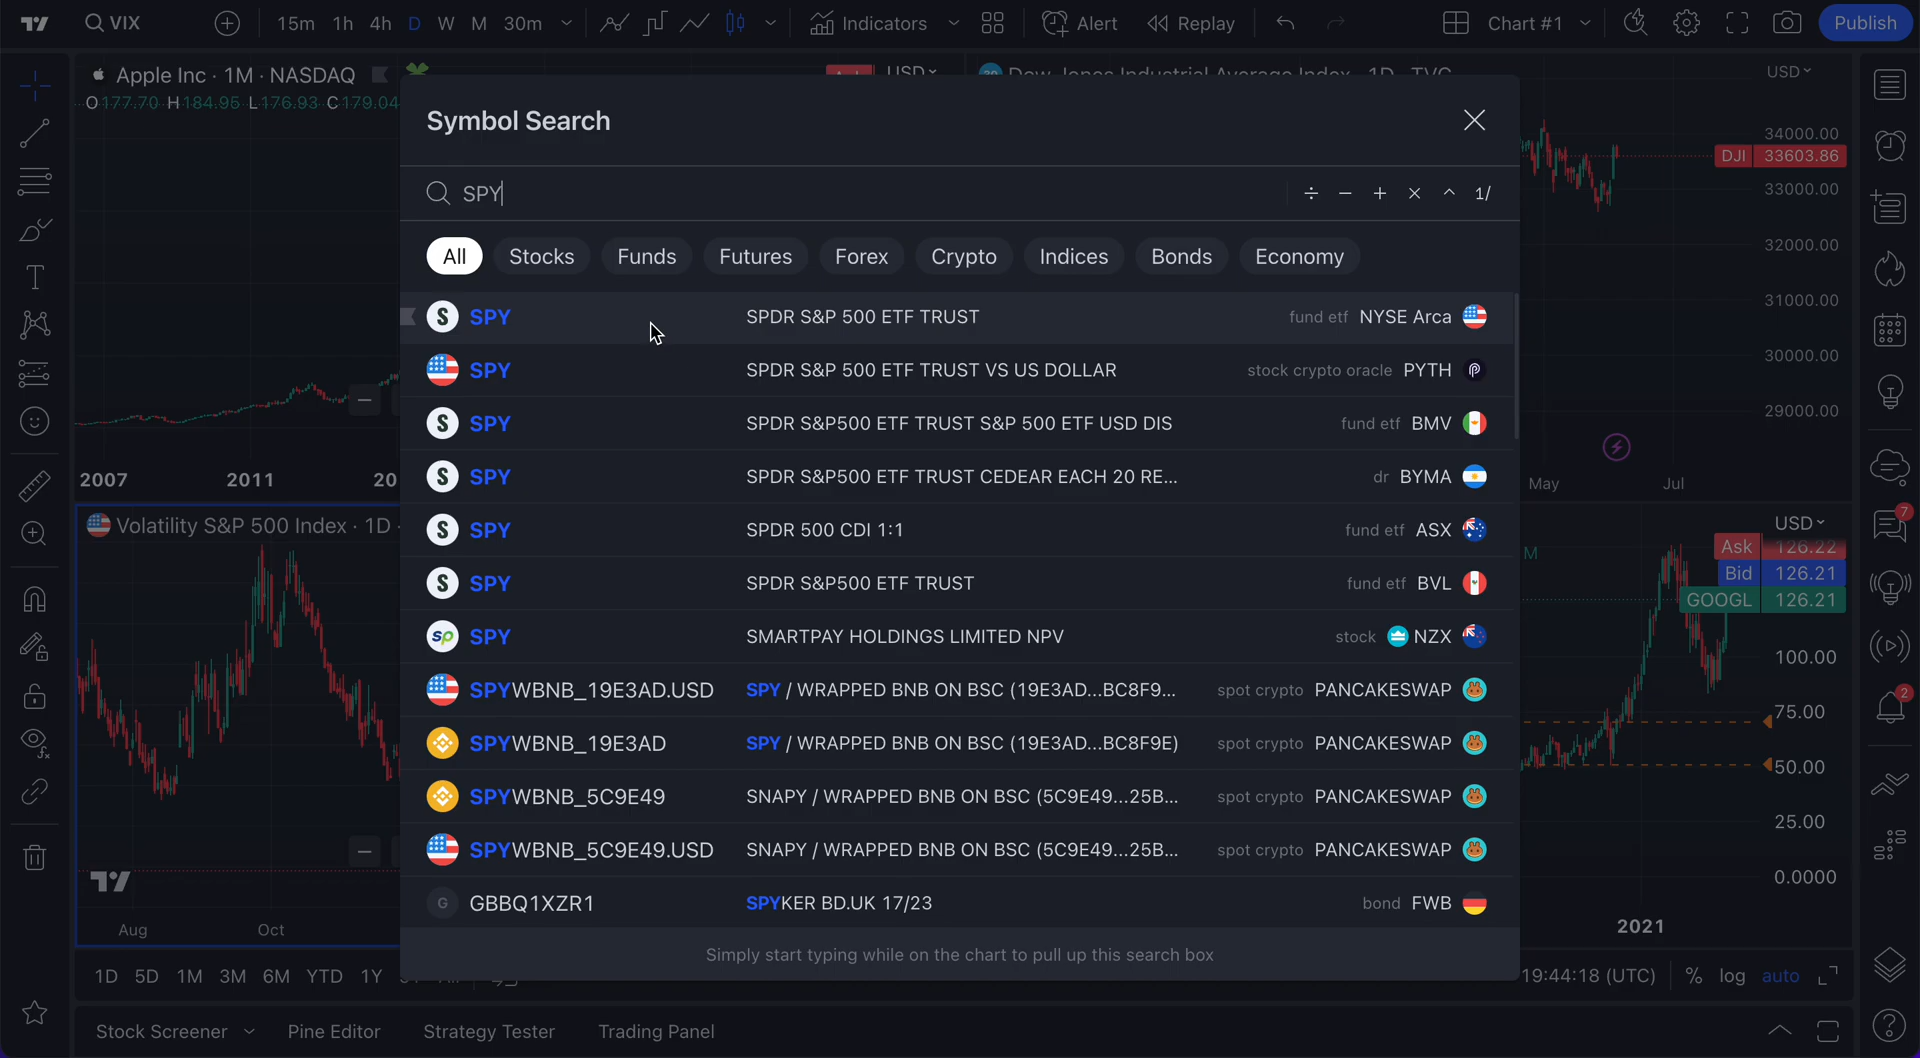 VIX 15m 1h 4h D W M 30m Indicators Alert Replay Chart #1 Publish
Apple Inc · 1M · NASDAQ
O177.70 H184.95 L176.93 C179.04
USD
1D · TVC
USD
34000.00
DJI 33603.86
33000.00
32000.00
31000.00
30000.00
29000.00
May Jul
2007 2011 20
Symbol Search
SPY
÷ − + × ^ 1/
All Stocks Funds Futures Forex Crypto Indices Bonds Economy
S SPY SPDR S&P 500 ETF TRUST fund etf NYSE Arca
SPY SPDR S&P 500 ETF TRUST VS US DOLLAR stock crypto oracle PYTH
S SPY SPDR S&P500 ETF TRUST S&P 500 ETF USD DIS fund etf BMV
S SPY SPDR S&P500 ETF TRUST CEDEAR EACH 20 RE... dr BYMA
S SPY SPDR 500 CDI 1:1 fund etf ASX
S SPY SPDR S&P500 ETF TRUST fund etf BVL
sp SPY SMARTPAY HOLDINGS LIMITED NPV stock NZX
SPYWBNB_19E3AD.USD SPY / WRAPPED BNB ON BSC (19E3AD...BC8F9... spot crypto PANCAKESWAP
SPYWBNB_19E3AD SPY / WRAPPED BNB ON BSC (19E3AD...BC8F9E) spot crypto PANCAKESWAP
SPYWBNB_5C9E49 SNAPY / WRAPPED BNB ON BSC (5C9E49...25B... spot crypto PANCAKESWAP
SPYWBNB_5C9E49.USD SNAPY / WRAPPED BNB ON BSC (5C9E49...25B... spot crypto PANCAKESWAP
G GBBQ1XZR1 SPYKER BD.UK 17/23 bond FWB
Simply start typing while on the chart to pull up this search box
Volatility S&P 500 Index · 1D ·
Aug Oct
M
USD
Ask 126.22
Bid 126.21
GOOGL 126.21
100.00
75.00
50.00
25.00
0.0000
2021
7
2
1D 5D 1M 3M 6M YTD 1Y
19:44:18 (UTC) % log auto
Stock Screener Pine Editor Strategy Tester Trading Panel